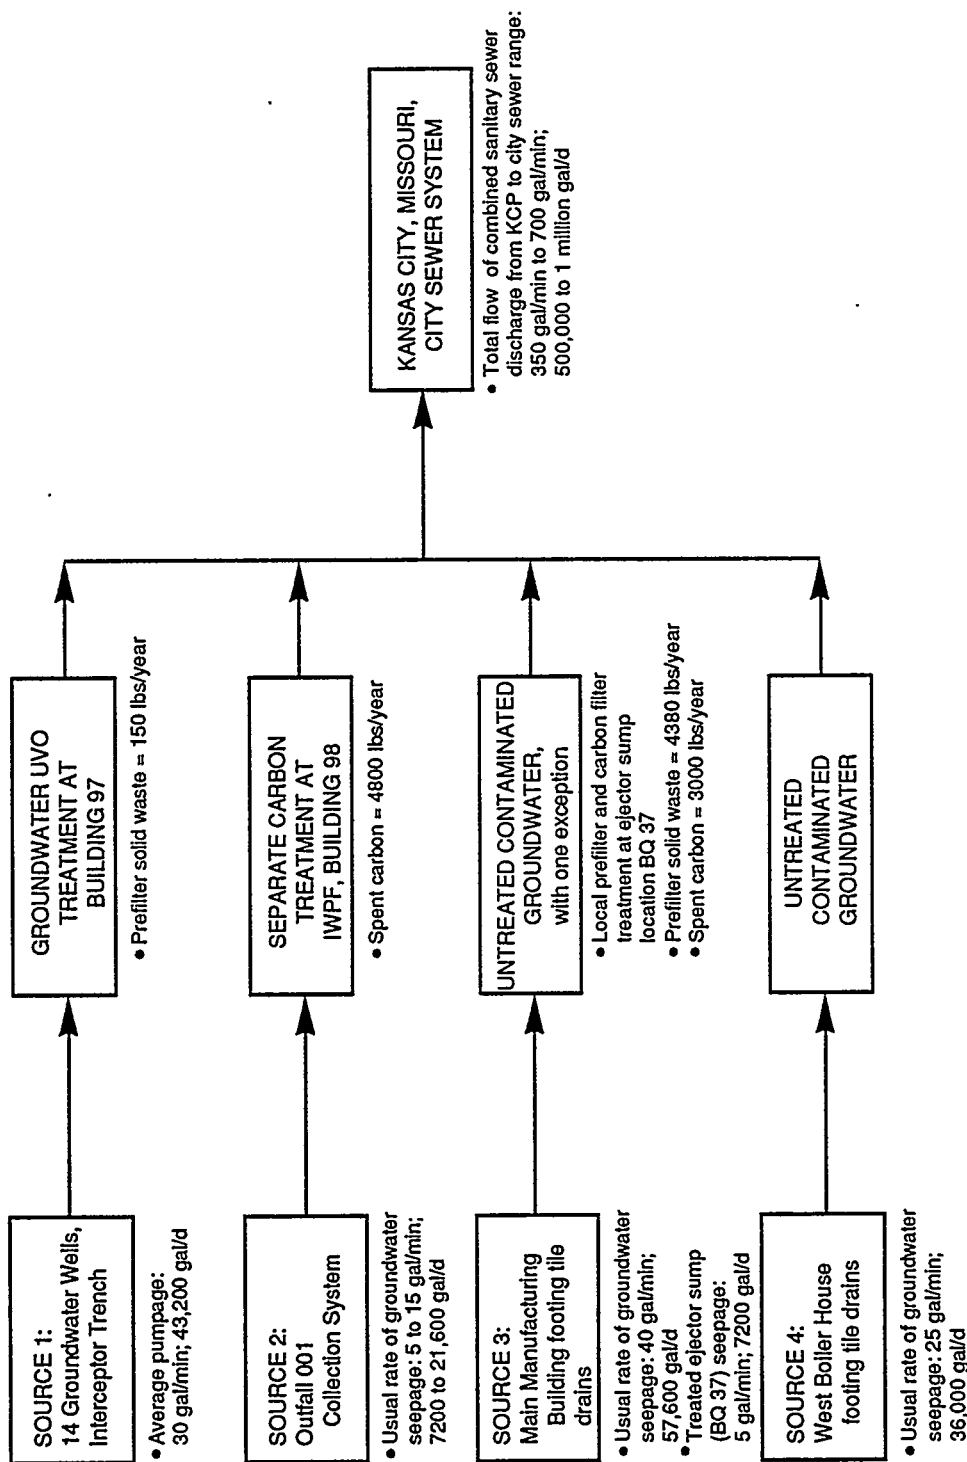 SOURCE 1:
14 Groundwater Wells,
Interceptor Trench
• Average pumpage:
30 gal/min; 43,200 gal/d
GROUNDWATER UVO
TREATMENT AT
BUILDING 97
• Prefilter solid waste = 150 lbs/year
SOURCE 2:
Outfall 001
Collection System
• Usual rate of groundwater
seepage: 5 to 15 gal/min;
7200 to 21,600 gal/d
SEPARATE CARBON
TREATMENT AT
IWPF, BUILDING 98
• Spent carbon = 4800 lbs/year
SOURCE 3:
Main Manufacturing
Building footing tile
drains
• Usual rate of groundwater
seepage: 40 gal/min;
57,600 gal/d
• Treated ejector sump
(BQ 37) seepage:
5 gal/min; 7200 gal/d
UNTREATED CONTAMINATED
GROUNDWATER,
with one exception
• Local prefilter and carbon filter
treatment at ejector sump
location BQ 37
• Prefilter solid waste = 4380 lbs/year
• Spent carbon = 3000 lbs/year
SOURCE 4:
West Boiler House
footing tile drains
• Usual rate of groundwater
seepage: 25 gal/min;
36,000 gal/d
UNTREATED
CONTAMINATED
GROUNDWATER
KANSAS CITY, MISSOURI,
CITY SEWER SYSTEM
• Total flow of combined sanitary sewer
discharge from KCP to city sewer range:
350 gal/min to 700 gal/min;
500,000 to 1 million gal/d